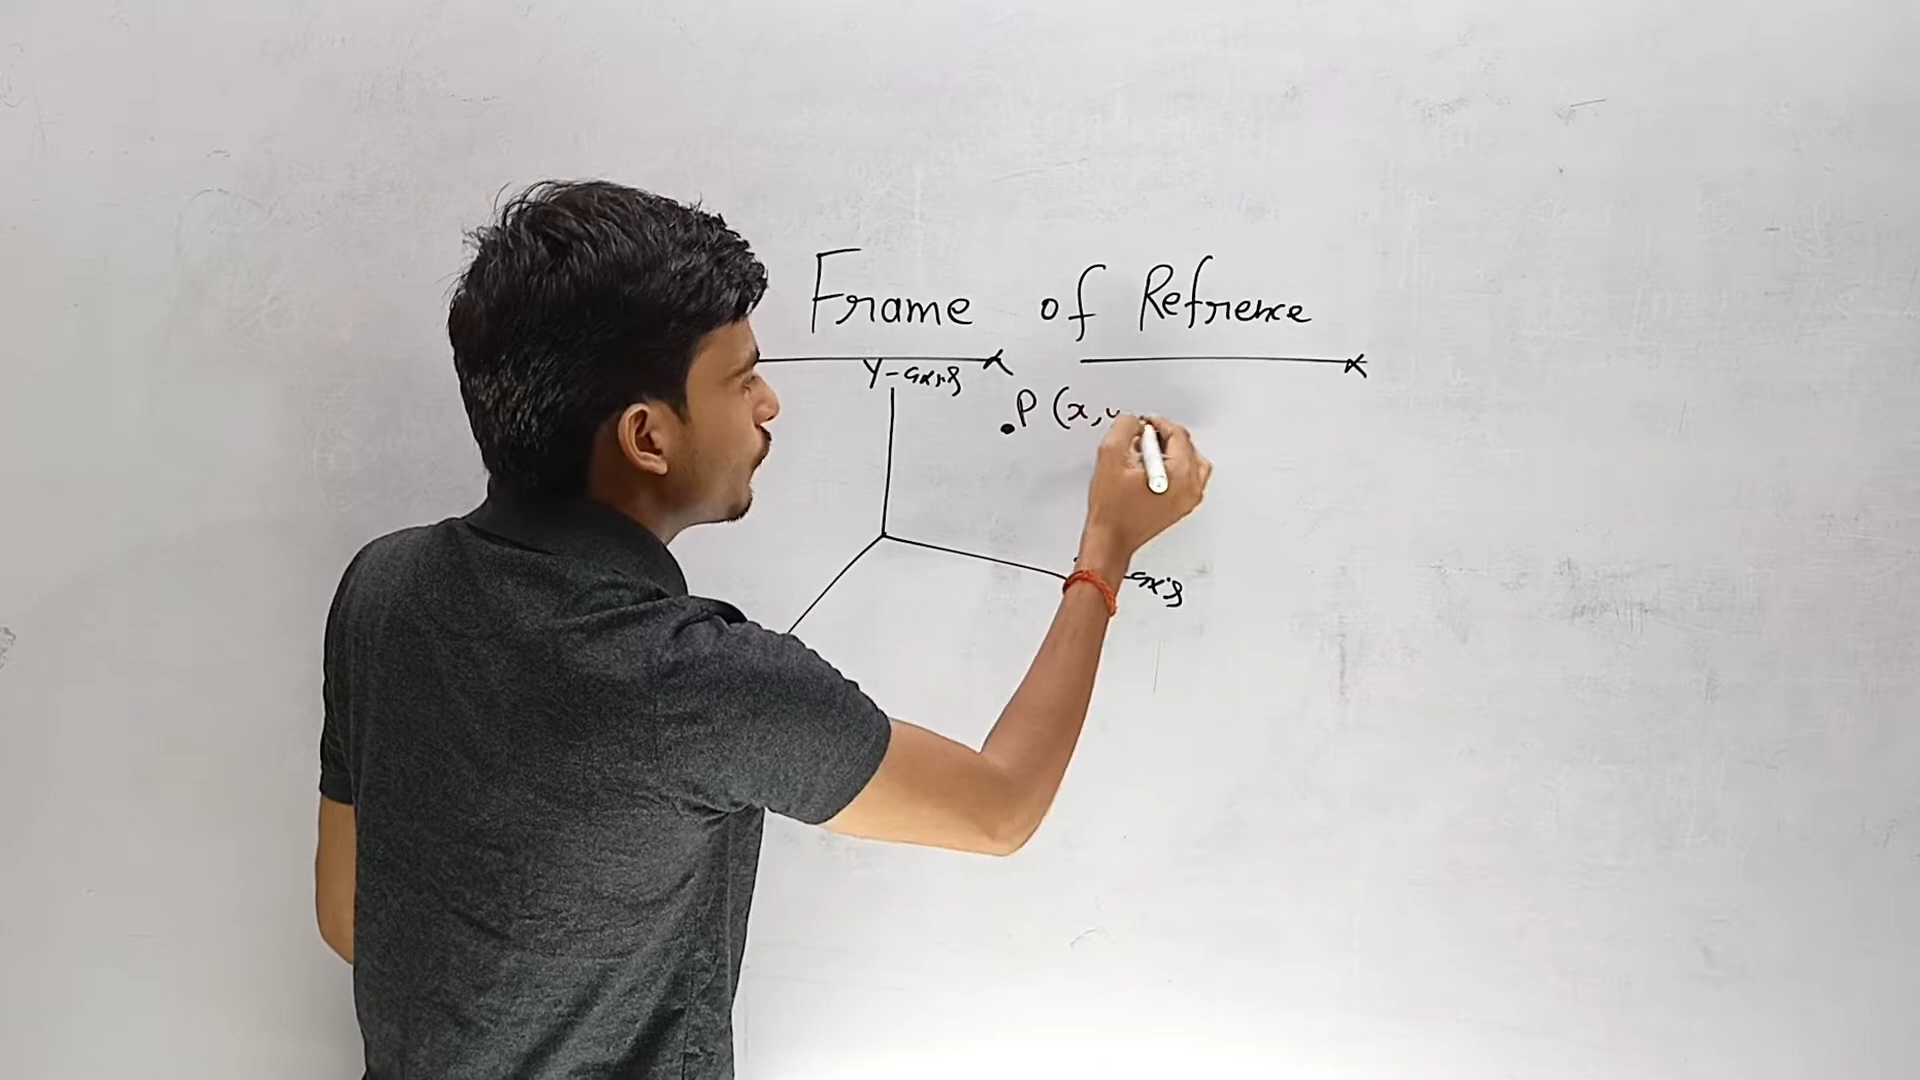 Frame of Refrence
Y-axis
P (x,y
-axis